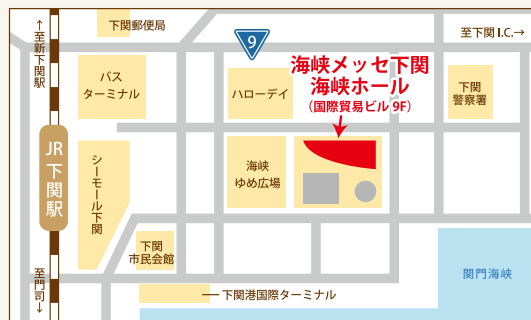 ↑至新下関駅
下関郵便局
9
至下関 I.C.→
バス
ターミナル
ハローデイ
海峡メッセ下関
海峡ホール
(国際貿易ビル 9F)
下関
警察署
JR下関駅
シーモール下関
海峡
ゆめ広場
下関
市民会館
関門海峡
至門司↓
下関港国際ターミナル